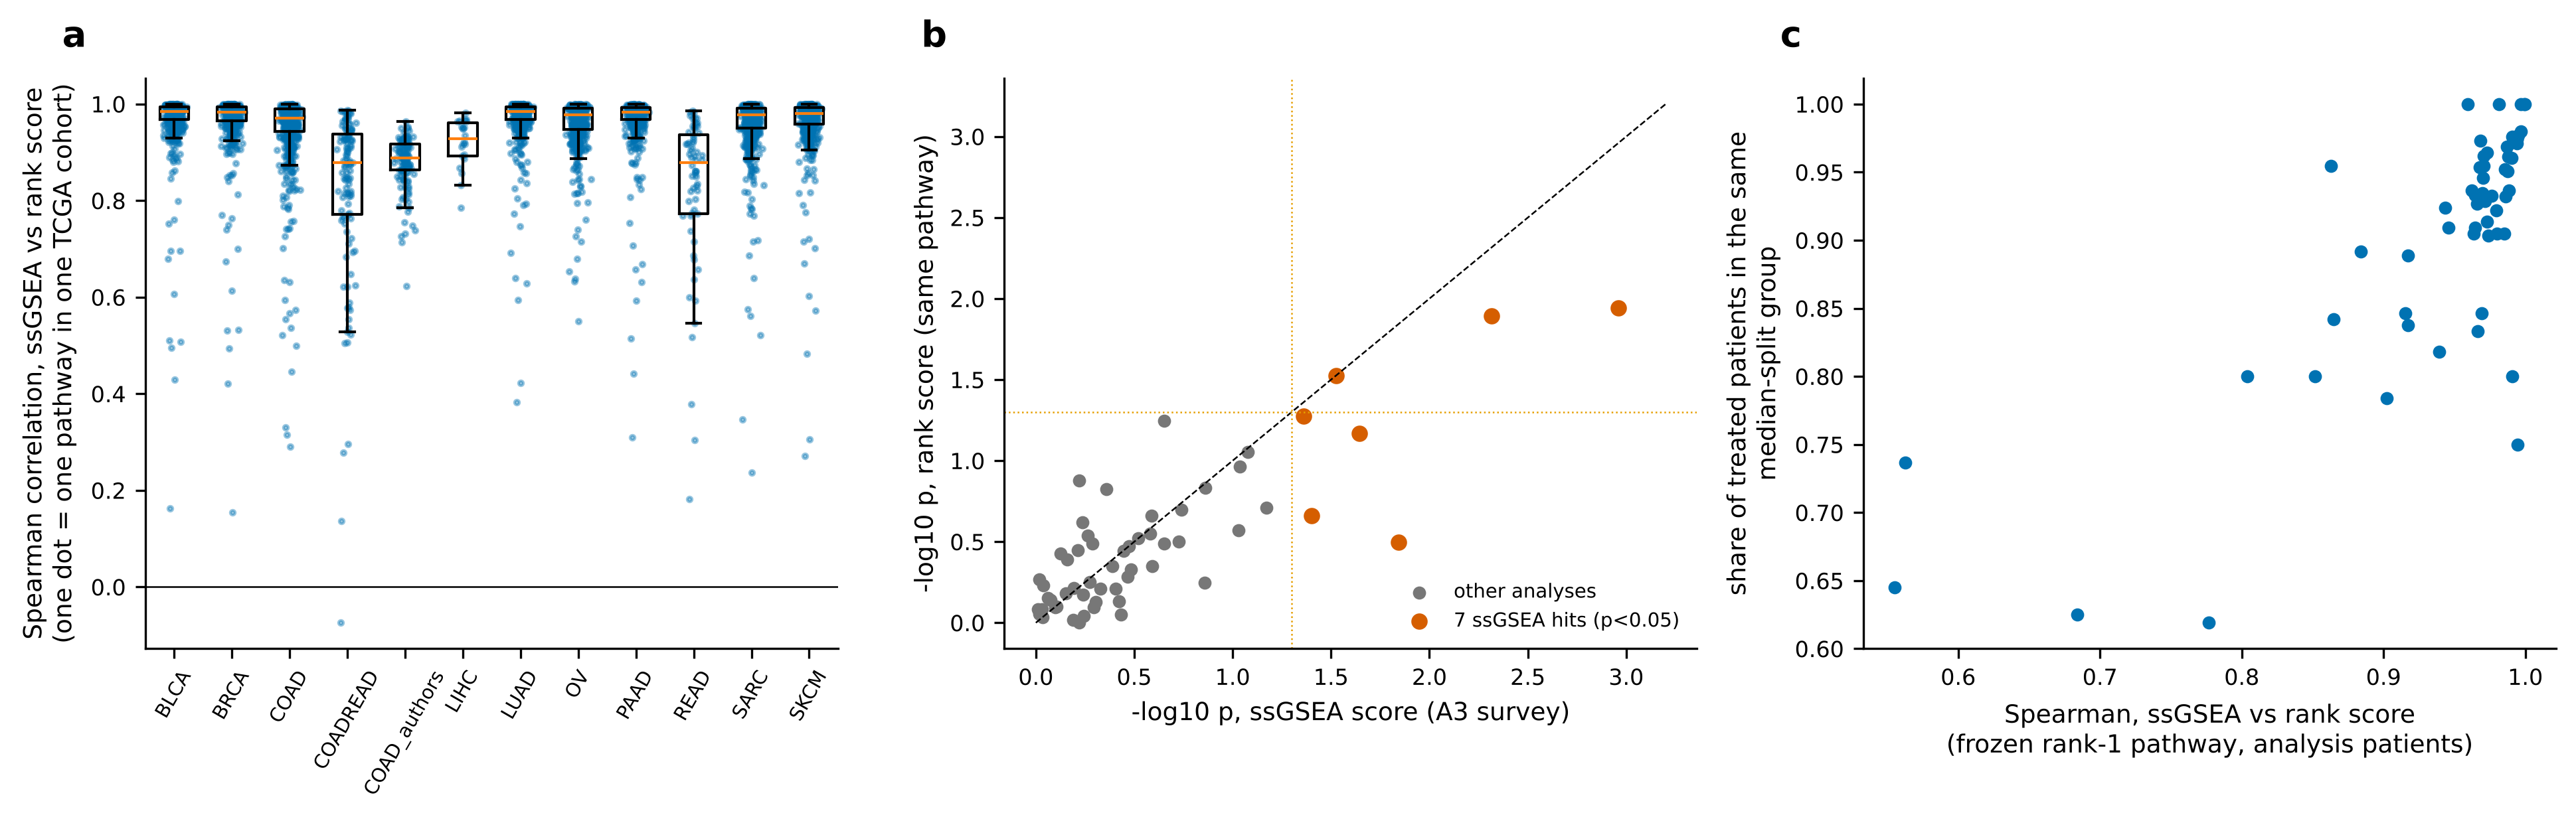 a
Spearman correlation, ssGSEA vs rank score
(one dot = one pathway in one TCGA cohort)
1.0
0.8
0.6
0.4
0.2
0.0
BLCA
BRCA
COAD
COADREAD
COAD_authors
LIHC
LUAD
OV
PAAD
READ
SARC
SKCM
b
-log10 p, rank score (same pathway)
3.0
2.5
2.0
1.5
1.0
0.5
0.0
other analyses
7 ssGSEA hits (p<0.05)
0.0
0.5
1.0
1.5
2.0
2.5
3.0
-log10 p, ssGSEA score (A3 survey)
c
share of treated patients in the same
median-split group
1.00
0.95
0.90
0.85
0.80
0.75
0.70
0.65
0.60
0.6
0.7
0.8
0.9
1.0
Spearman, ssGSEA vs rank score
(frozen rank-1 pathway, analysis patients)